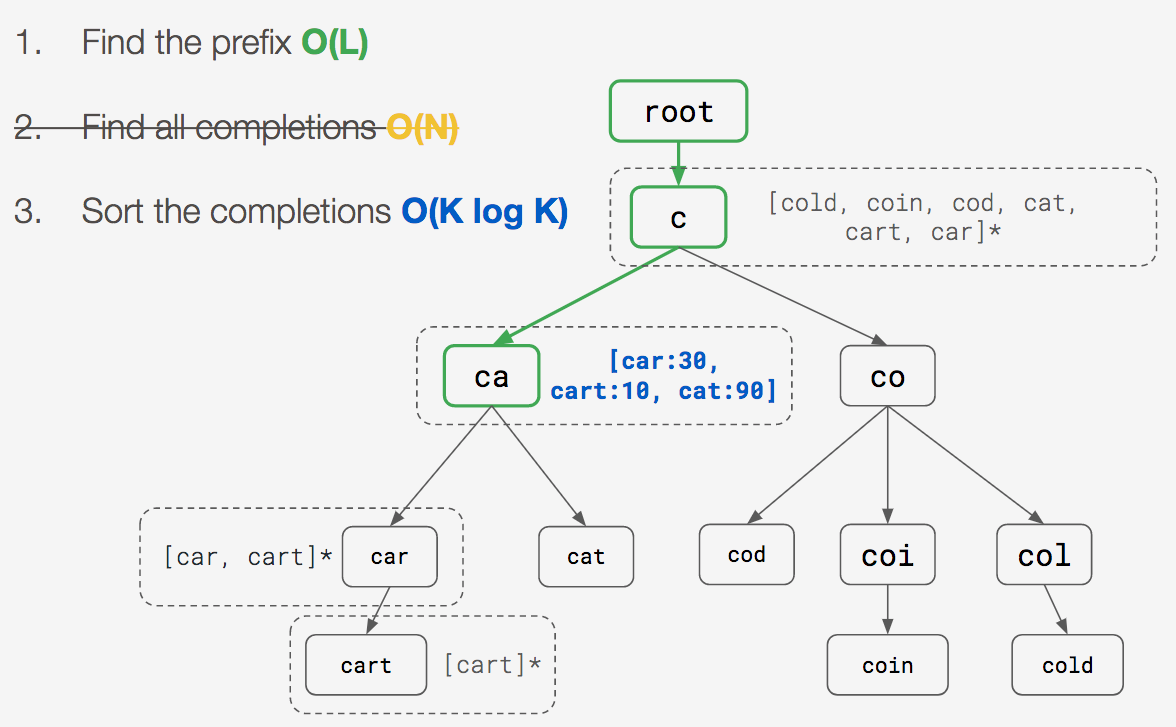 1. Find the prefix O(L)
2. Find all completions O(N)
3. Sort the completions O(K log K)
root
c
[cold, coin, cod, cat,
cart, car]*
ca
[car:30,
cart:10, cat:90]
co
[car, cart]*
car
cat
cod
coi
col
cart
[cart]*
coin
cold